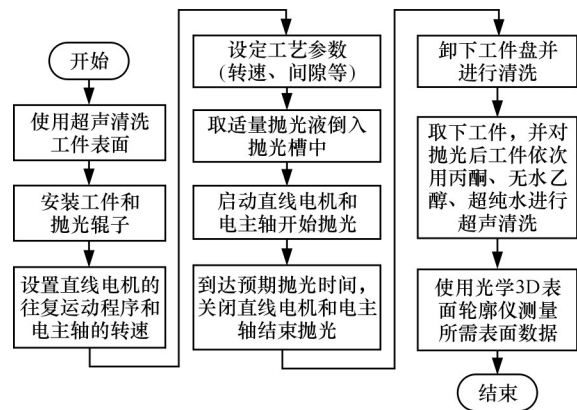 开始
使用超声清洗
工件表面
安装工件和
抛光辊子
设置直线电机的
往复运动程序和
电主轴的转速
设定工艺参数
(转速、间隙等)
取适量抛光液倒入
抛光槽中
启动直线电机和
电主轴开始抛光
到达预期抛光时间，
关闭直线电机和电主
轴结束抛光
卸下工件盘并
进行清洗
取下工件，并对
抛光后工件依次
用丙酮、无水乙
醇、超纯水进行
超声清洗
使用光学3D表
面轮廓仪测量
所需表面数据
结束